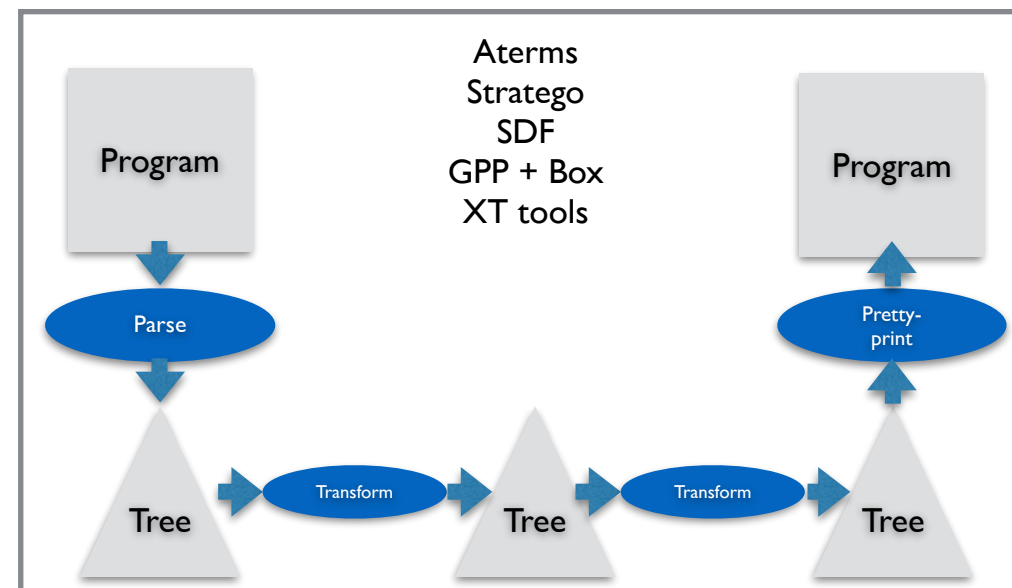 Aterms
Stratego
SDF
GPP + Box
XT tools
Program
Program
Parse
Pretty-
print
Tree
Transform
Tree
Transform
Tree